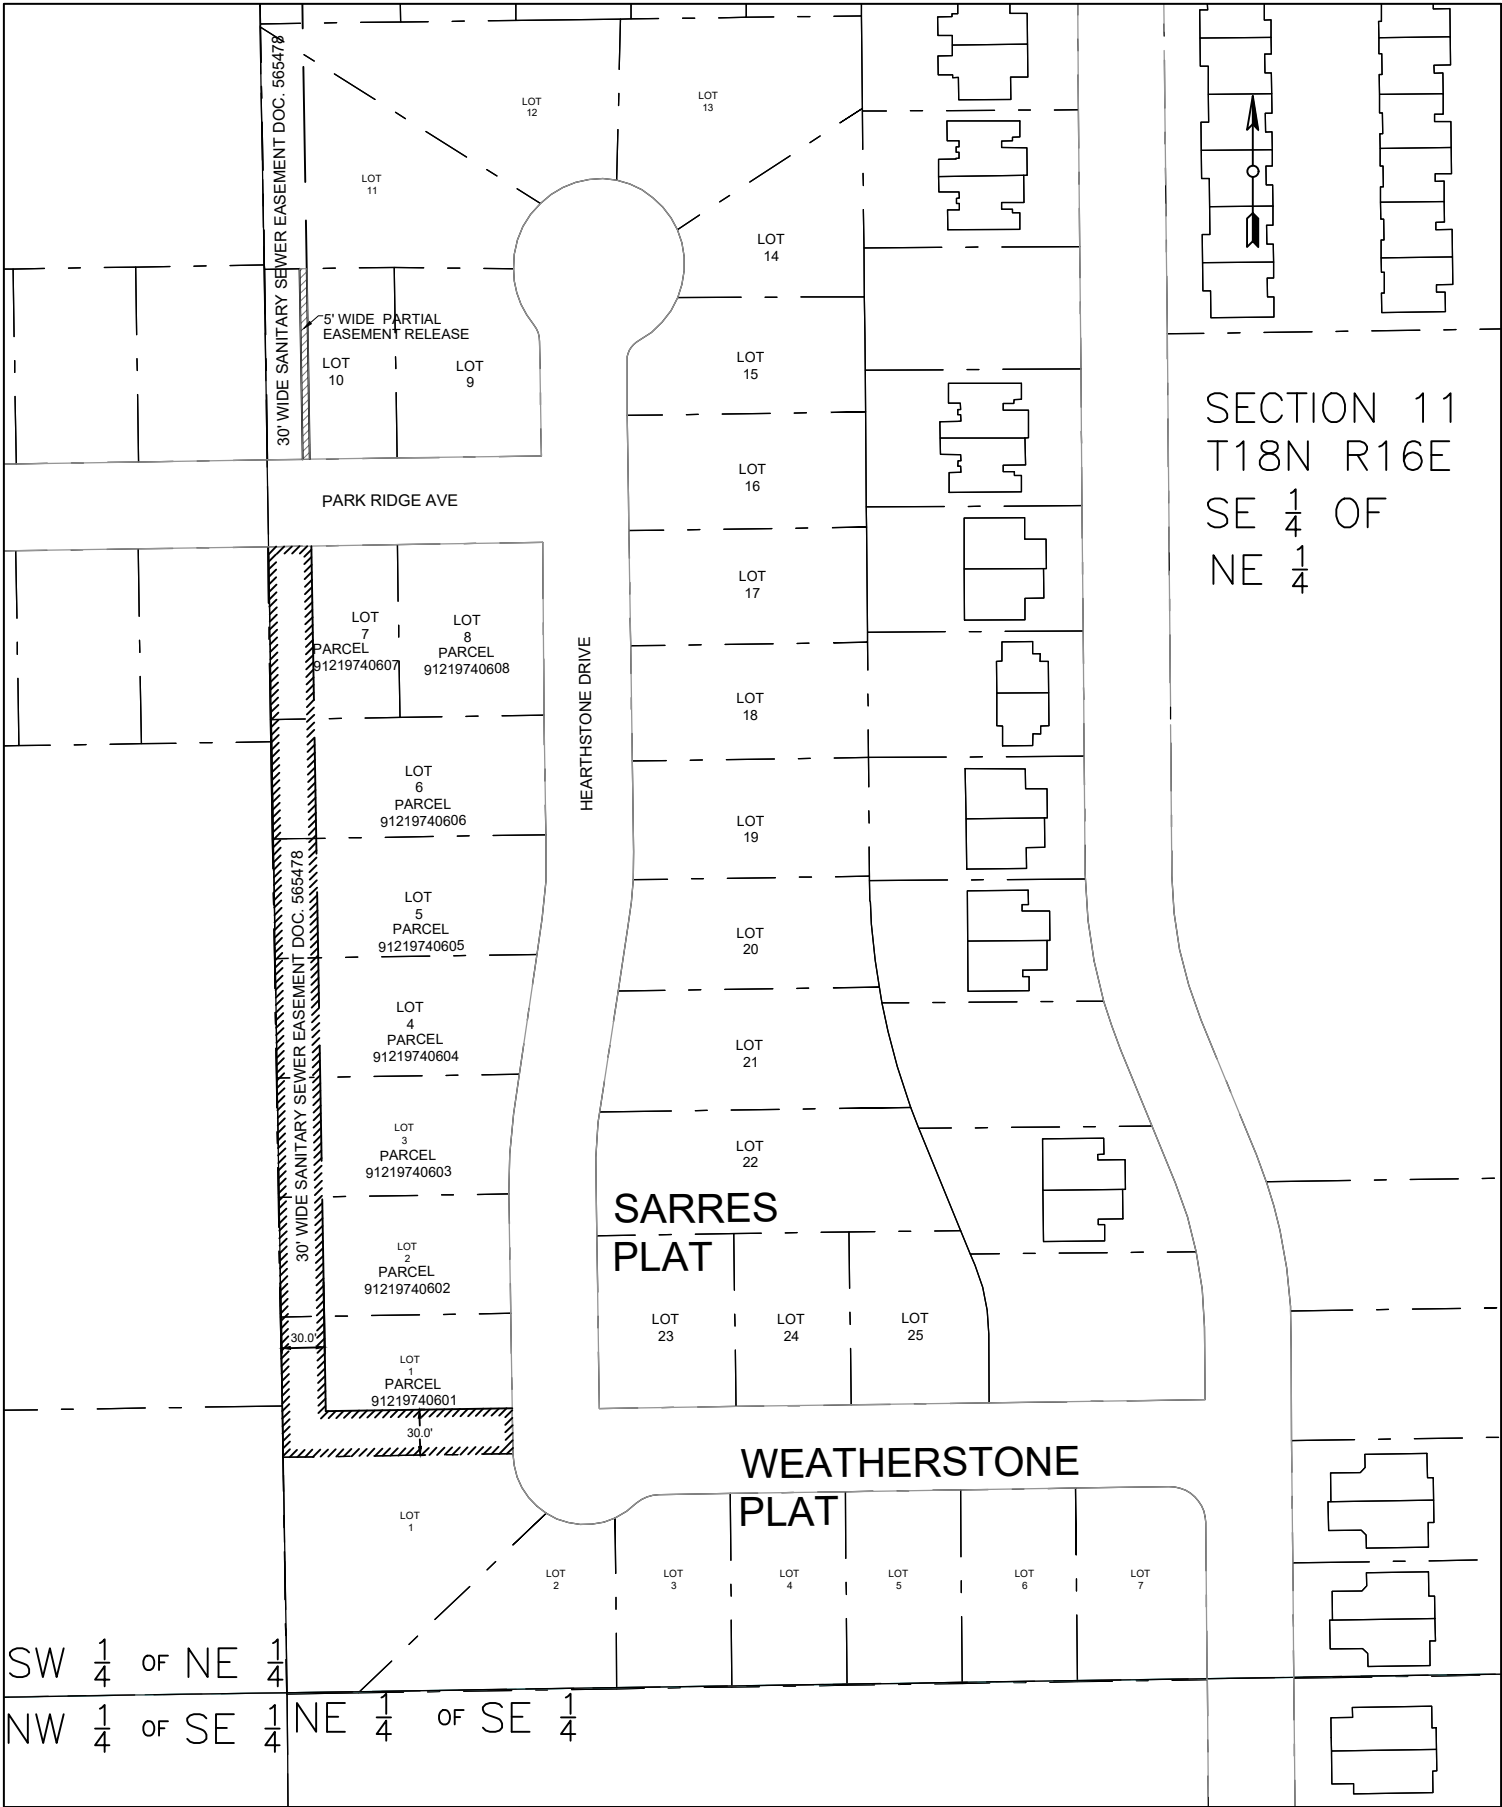 30' WIDE SANITARY SEWER EASEMENT DOC. 565478
LOT
12
LOT
13
LOT
11
LOT
14
5' WIDE PARTIAL
EASEMENT RELEASE
LOT
10
LOT
9
LOT
15
SECTION 11
T18N R16E
SE 1/4 OF
NE 1/4
LOT
16
PARK RIDGE AVE
LOT
17
LOT
7
PARCEL
91219740607
LOT
8
PARCEL
91219740608
HEARTHSTONE DRIVE
LOT
18
LOT
6
PARCEL
91219740606
LOT
19
30' WIDE SANITARY SEWER EASEMENT DOC. 565478
LOT
5
PARCEL
91219740605
LOT
20
LOT
4
PARCEL
91219740604
LOT
21
LOT
3
PARCEL
91219740603
LOT
22
SARRES
PLAT
LOT
2
PARCEL
91219740602
LOT
23
LOT
24
LOT
25
30.0'
LOT
1
PARCEL
91219740601
30.0'
WEATHERSTONE
PLAT
LOT
1
LOT
2
LOT
3
LOT
4
LOT
5
LOT
6
LOT
7
SW 1/4 OF NE 1/4
NW 1/4 OF SE 1/4
NE 1/4 OF SE 1/4